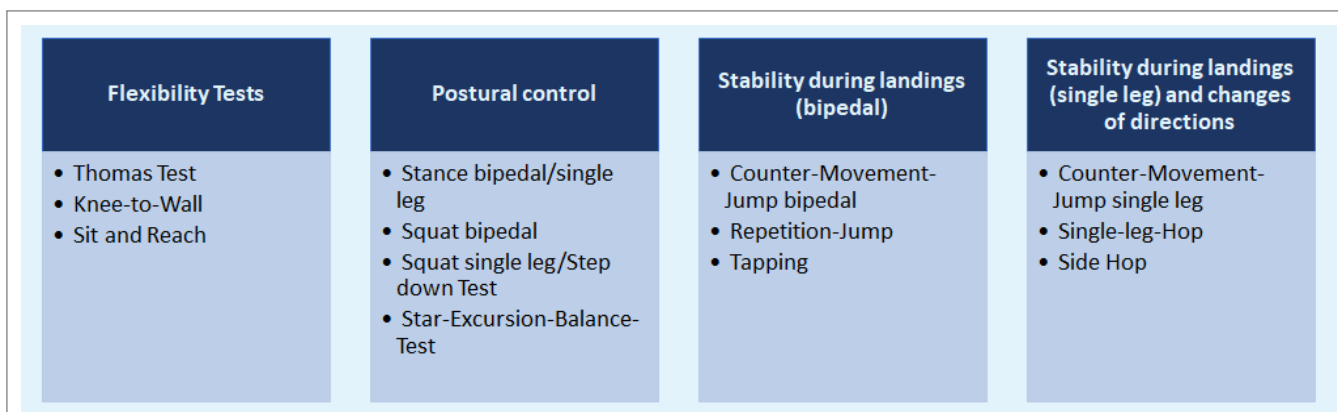 Flexibility Tests
• Thomas Test
• Knee-to-Wall
• Sit and Reach
Postural control
• Stance bipedal/single
leg
• Squat bipedal
• Squat single leg/Step
down Test
• Star-Excursion-Balance-
Test
Stability during landings
(bipedal)
• Counter-Movement-
Jump bipedal
• Repetition-Jump
• Tapping
Stability during landings
(single leg) and changes
of directions
• Counter-Movement-
Jump single leg
• Single-leg-Hop
• Side Hop